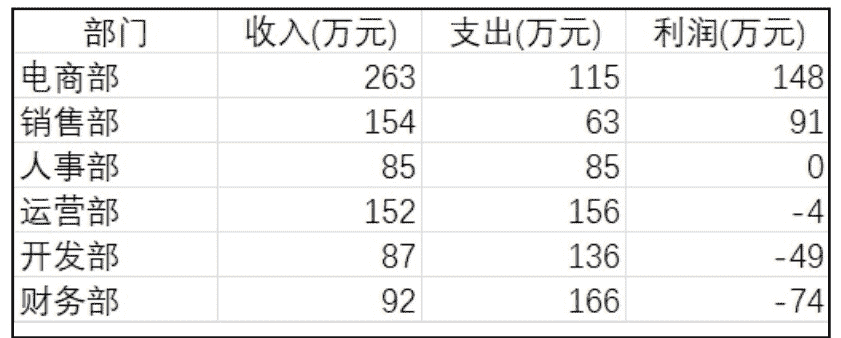 部门 收入(万元) 支出(万元) 利润(万元)
电商部 263 115 148
销售部 154 63 91
人事部 85 85 0
运营部 152 156 -4
开发部 87 136 -49
财务部 92 166 -74